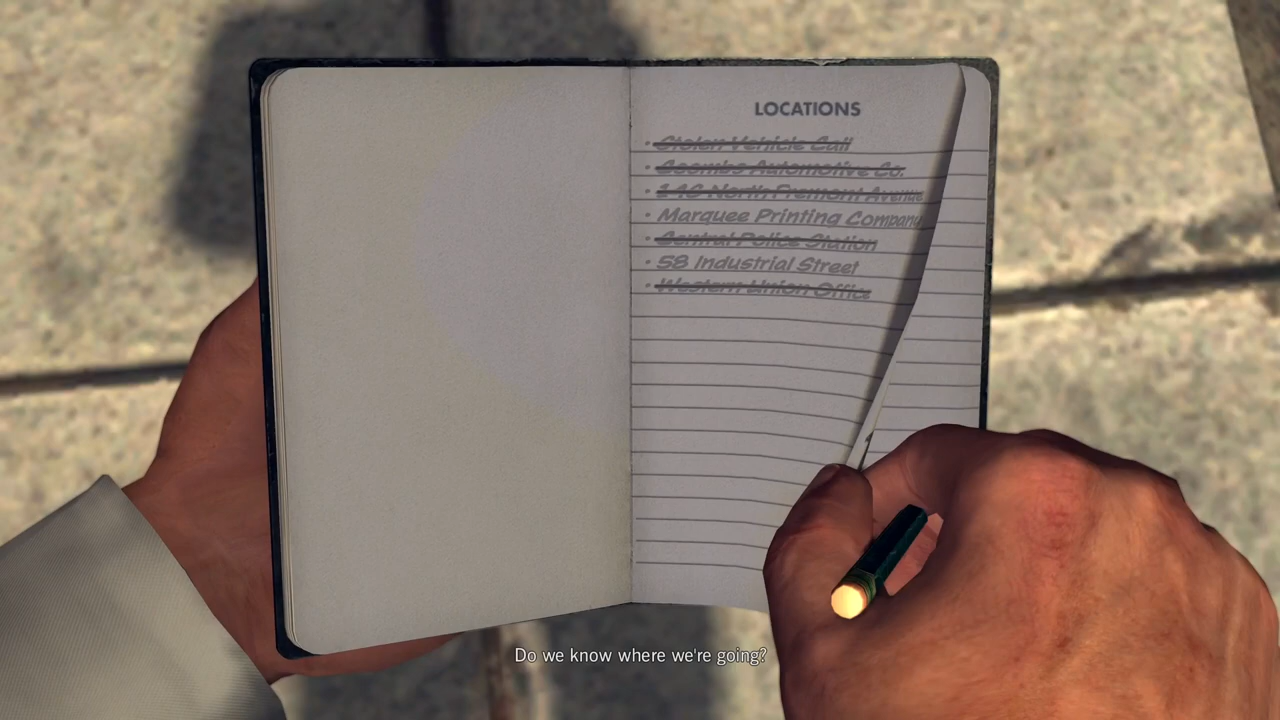 LOCATIONS
· Stolen Vehicle Call
· Coombs Automotive Co.
· 146 North Fremont Avenue
· Marquee Printing Company
· Central Police Station
· 58 Industrial Street
· Western Union Office
Do we know where we're going?